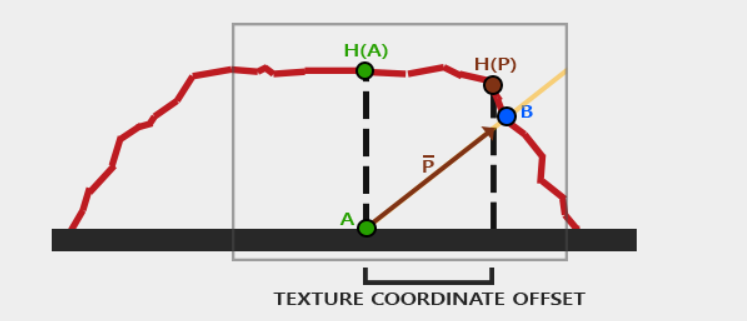 H(A)
H(P)
B
P̅
A
TEXTURE COORDINATE OFFSET